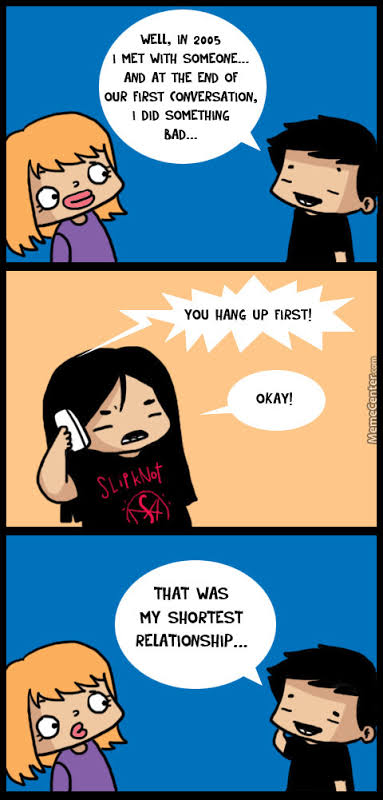 WELL, IN 2005
I MET WITH SOMEONE...
AND AT THE END OF
OUR FIRST CONVERSATION,
I DID SOMETHING
BAD...
YOU HANG UP FIRST!
OKAY!
SLIPKNOT
MemeCenter.com
THAT WAS
MY SHORTEST
RELATIONSHIP...